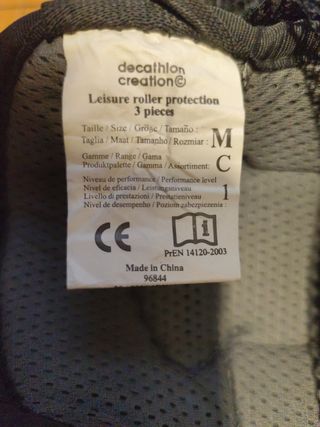 decathlon
creation©
Leisure roller protection
3 pieces
Taille / Size / Größe / Tamaño :
Taglia / Maat / Tamanho / Rozmiar : M
Gamme / Range / Gama
Produktpalette / Gamma / Assortiment: C
Niveau de performance / Performance level
Nivel de eficacia / Leistungsniveau
Livello di prestazioni / Prestatieniveau 1
Nivel de desempenho / Poziom zabezpieczenia :
CE i
PrEN 14120-2003
Made in China
96844